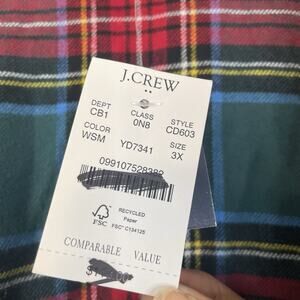 J.CREW
DEPT CLASS STYLE
CB1 0N8 CD603
COLOR YD7341 SIZE
WSM 3X
099107528382
FSC
RECYCLED
Paper
FSC® C134125
COMPARABLE VALUE